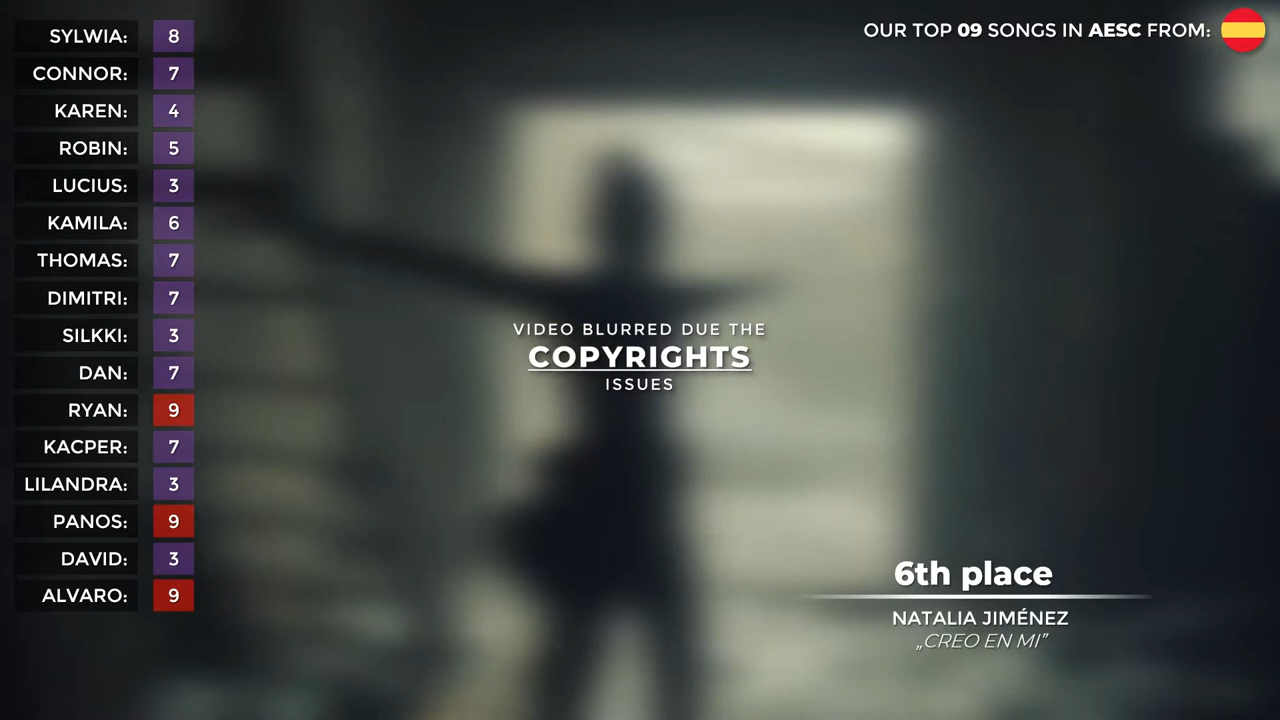 SYLWIA: 8
CONNOR: 7
KAREN: 4
ROBIN: 5
LUCIUS: 3
KAMILA: 6
THOMAS: 7
DIMITRI: 7
SILKKI: 3
DAN: 7
RYAN: 9
KACPER: 7
LILANDRA: 3
PANOS: 9
DAVID: 3
ALVARO: 9
OUR TOP 09 SONGS IN AESC FROM:
VIDEO BLURRED DUE THE
COPYRIGHTS
ISSUES
6th place
NATALIA JIMÉNEZ
„CREO EN MI”